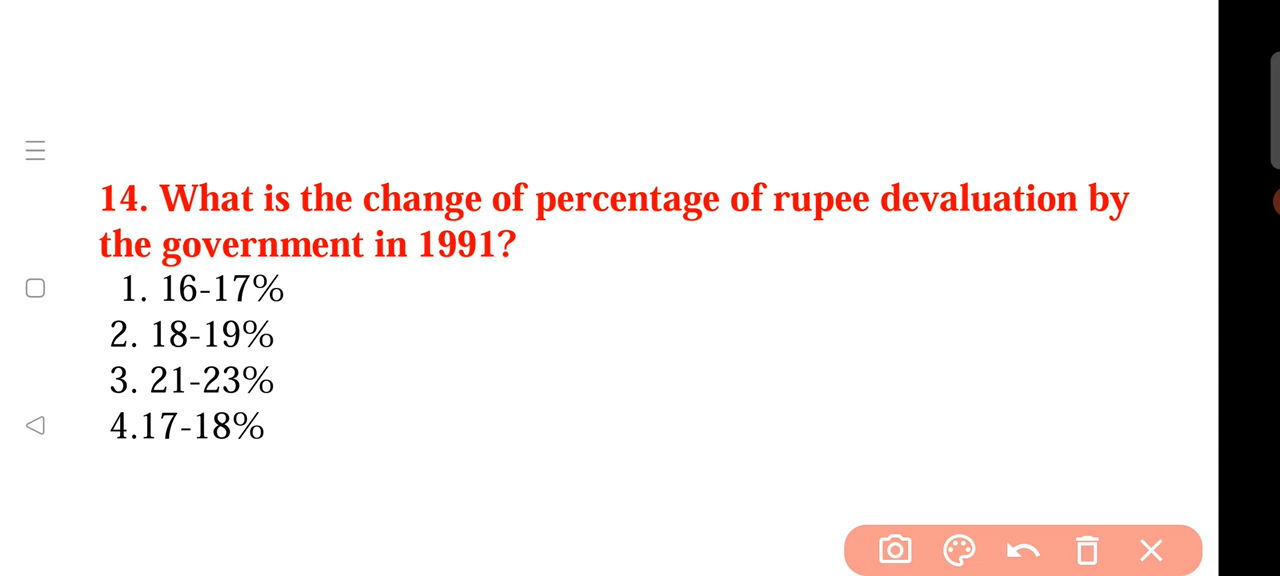 14. What is the change of percentage of rupee devaluation by
the government in 1991?
1. 16-17%
2. 18-19%
3. 21-23%
4.17-18%